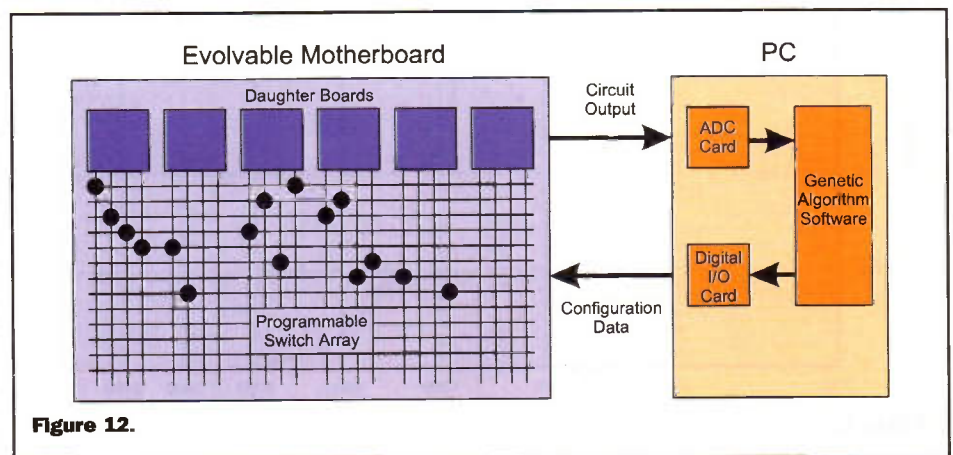 Evolvable Motherboard
PC
Daughter Boards
Circuit
Output
ADC
Card
Genetic
Algorithm
Software
Digital
I/O
Card
Configuration
Data
Programmable
Switch Array
Figure 12.